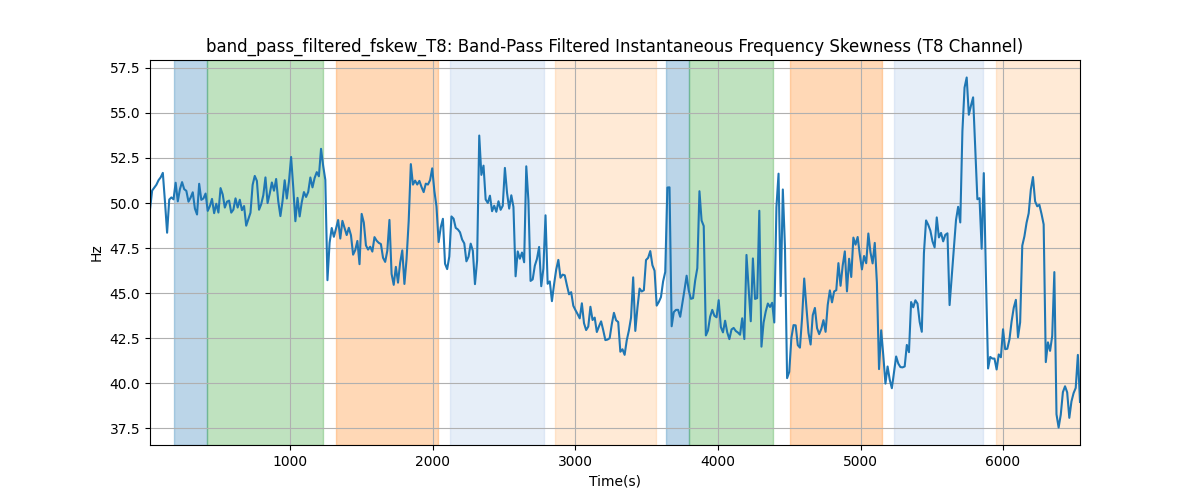 band_pass_filtered_fskew_T8: Band-Pass Filtered Instantaneous Frequency Skewness (T8 Channel)
57.5
55.0
52.5
50.0
47.5
45.0
42.5
40.0
37.5
Hz
1000 2000 3000 4000 5000 6000
Time(s)